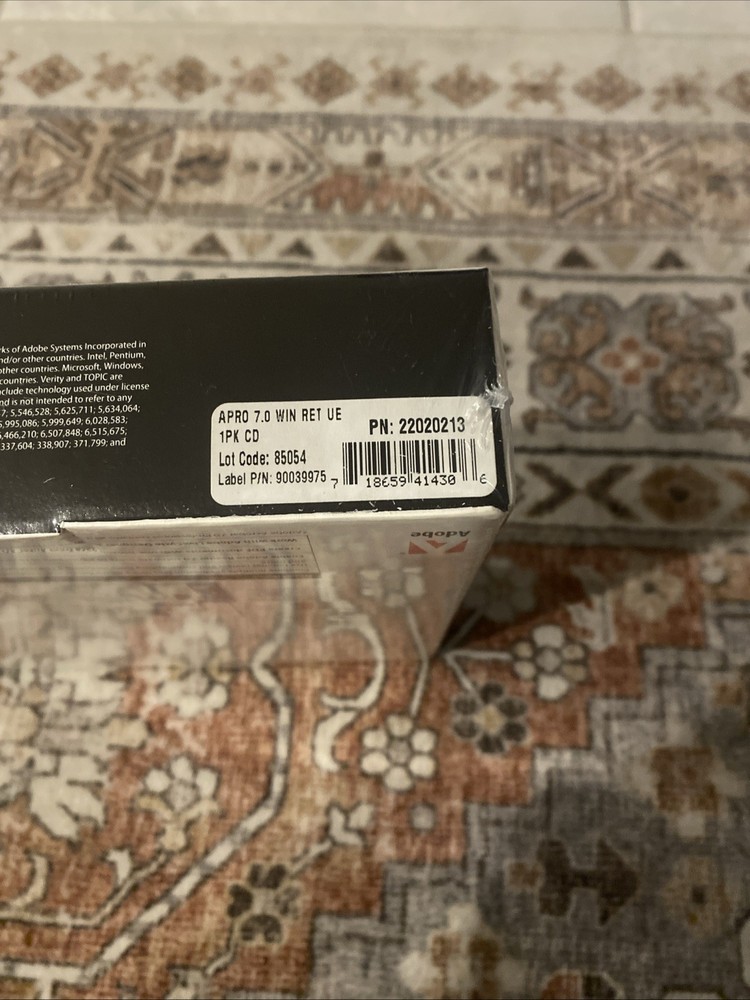 ks of Adobe Systems Incorporated in
nd/or other countries. Intel, Pentium,
other countries. Microsoft, Windows,
countries. Verity and TOPIC are
clude technology used under license
nd is not intended to refer to any
7; 5,546,528; 5,625,711; 5,634,064;
5,995,086; 5,999,649; 6,028,583;
,466,210; 6,507,848; 6,515,675;
337,604; 338,907; 371,799; and
APRO 7.0 WIN RET UE
1PK CD
PN: 22020213
Lot Code: 85054
Label P/N: 90039975
7 18659 41430 6
Adobe